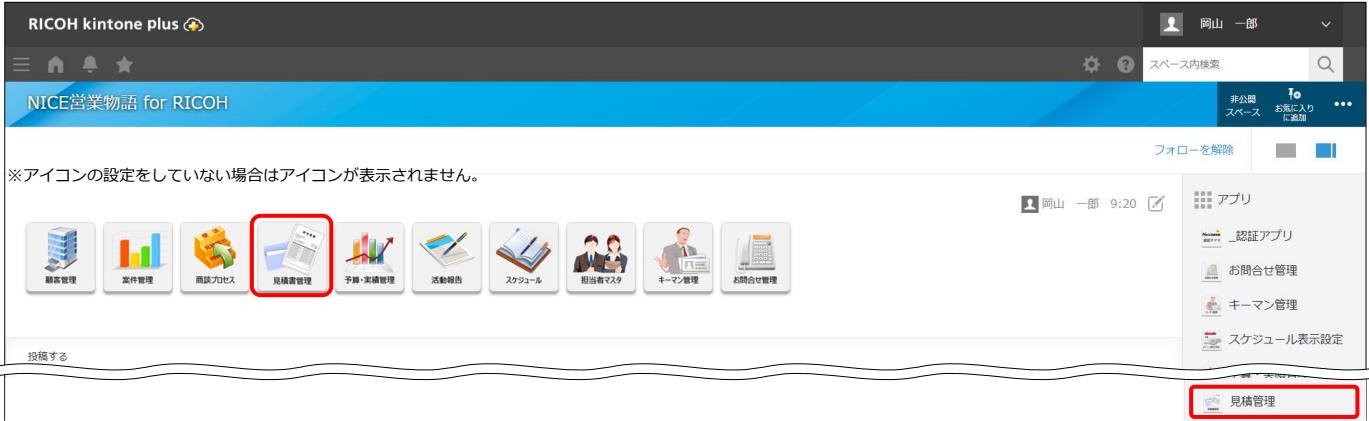 RICOH kintone plus
岡山 一郎
スペース内検索
NICE営業物語 for RICOH
非公開
スペース
お気に入り
に追加
フォローを解除
※アイコンの設定をしていない場合はアイコンが表示されません。
岡山 一郎 9:20
アプリ
顧客管理
案件管理
商談プロセス
見積書管理
予算・実績管理
活動報告
スケジュール
担当者マスタ
キーマン管理
お問合せ管理
_認証アプリ
お問合せ管理
キーマン管理
スケジュール表示設定
投稿する
見積管理